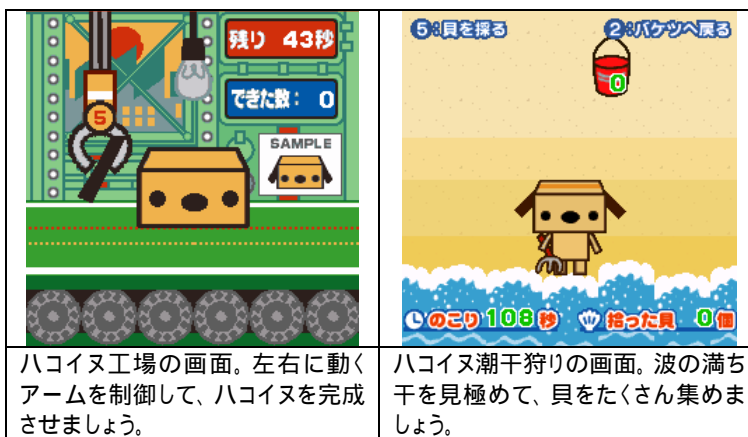 残り 43秒
できた数: 0
SAMPLE
5
5:貝を採る
2:バケツへ戻る
0
のこり108秒
拾った貝 0個
ハコイヌ工場の画面。左右に動く
アームを制御して、ハコイヌを完成
させましょう。
ハコイヌ潮干狩りの画面。波の満ち
干を見極めて、貝をたくさん集めま
しょう。